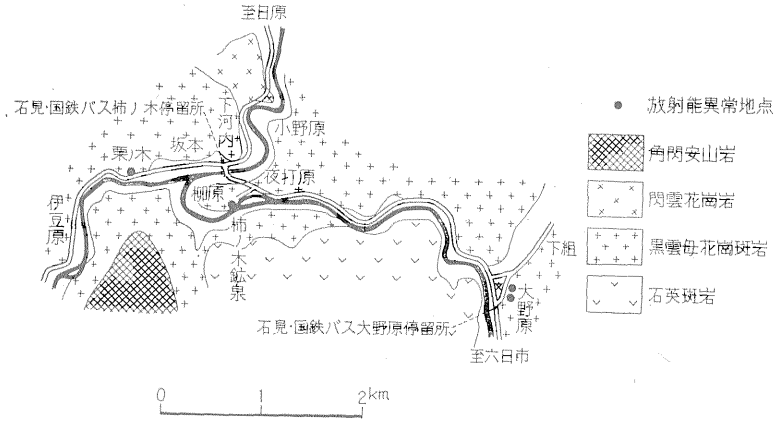 至日原
石見・国鉄バス柿ノ木停留所
下河内
小野原
坂本
栗ノ木
夜打原
柳原
伊豆原
柿ノ木鉱泉
下組
大野原
石見・国鉄バス大野原停留所
至六日市
放射能異常地点
角閃安山岩
閃雲花崗岩
黒雲母花崗斑岩
石英斑岩
0 1 2km